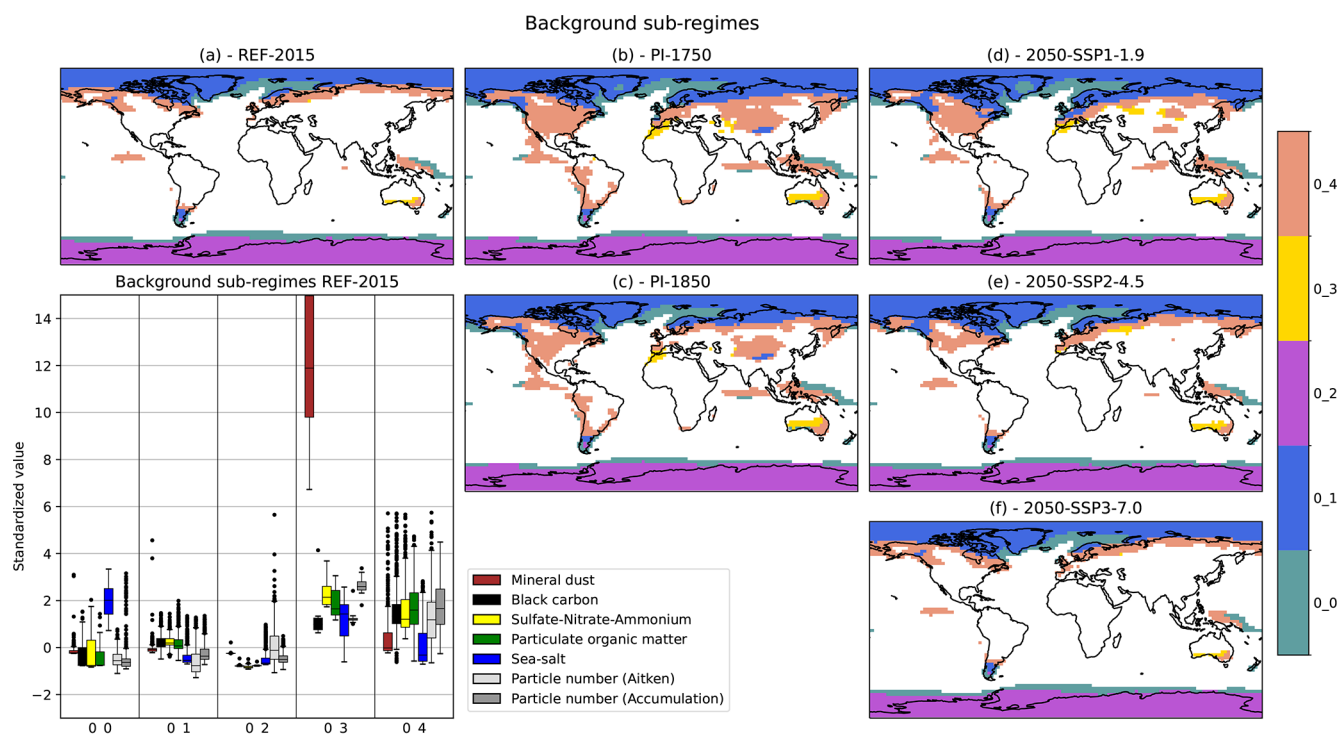 Background sub-regimes
(a) - REF-2015
(b) - PI-1750
(d) - 2050-SSP1-1.9
0_4
0_3
0_2
0_1
0_0
Background sub-regimes REF-2015
(c) - PI-1850
(e) - 2050-SSP2-4.5
(f) - 2050-SSP3-7.0
Standardized value
14
12
10
8
6
4
2
0
−2
0 0
0 1
0 2
0 3
0 4
Mineral dust
Black carbon
Sulfate-Nitrate-Ammonium
Particulate organic matter
Sea-salt
Particle number (Aitken)
Particle number (Accumulation)